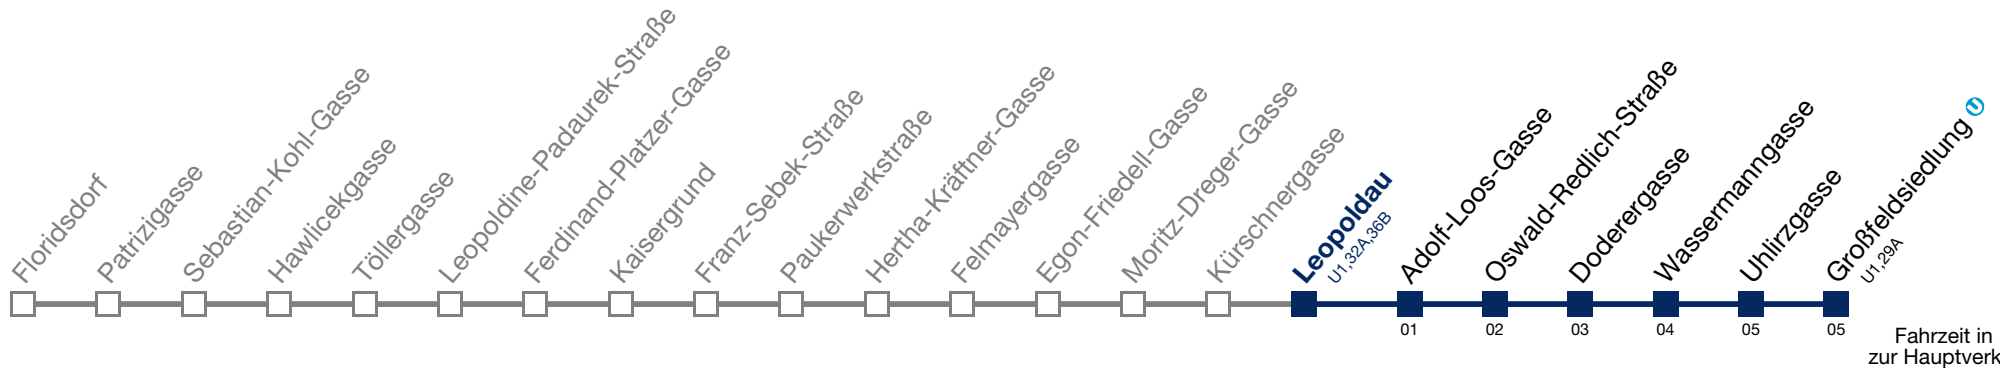 Floridsdorf
Patrizigasse
Sebastian-Kohl-Gasse
Hawlicekgasse
Töllergasse
Leopoldine-Padaurek-Straße
Ferdinand-Platzer-Gasse
Kaisergrund
Franz-Sebek-Straße
Paukerwerkstraße
Hertha-Kräftner-Gasse
Felmayergasse
Egon-Friedell-Gasse
Moritz-Dreger-Gasse
Kürschnergasse
Leopoldau
U1,32A,36B
Adolf-Loos-Gasse
Oswald-Redlich-Straße
Doderergasse
Wassermanngasse
Uhlirzgasse
Großfeldsiedlung U
U1,29A
01 02 03 04 05 05
Fahrzeit in
zur Hauptverk